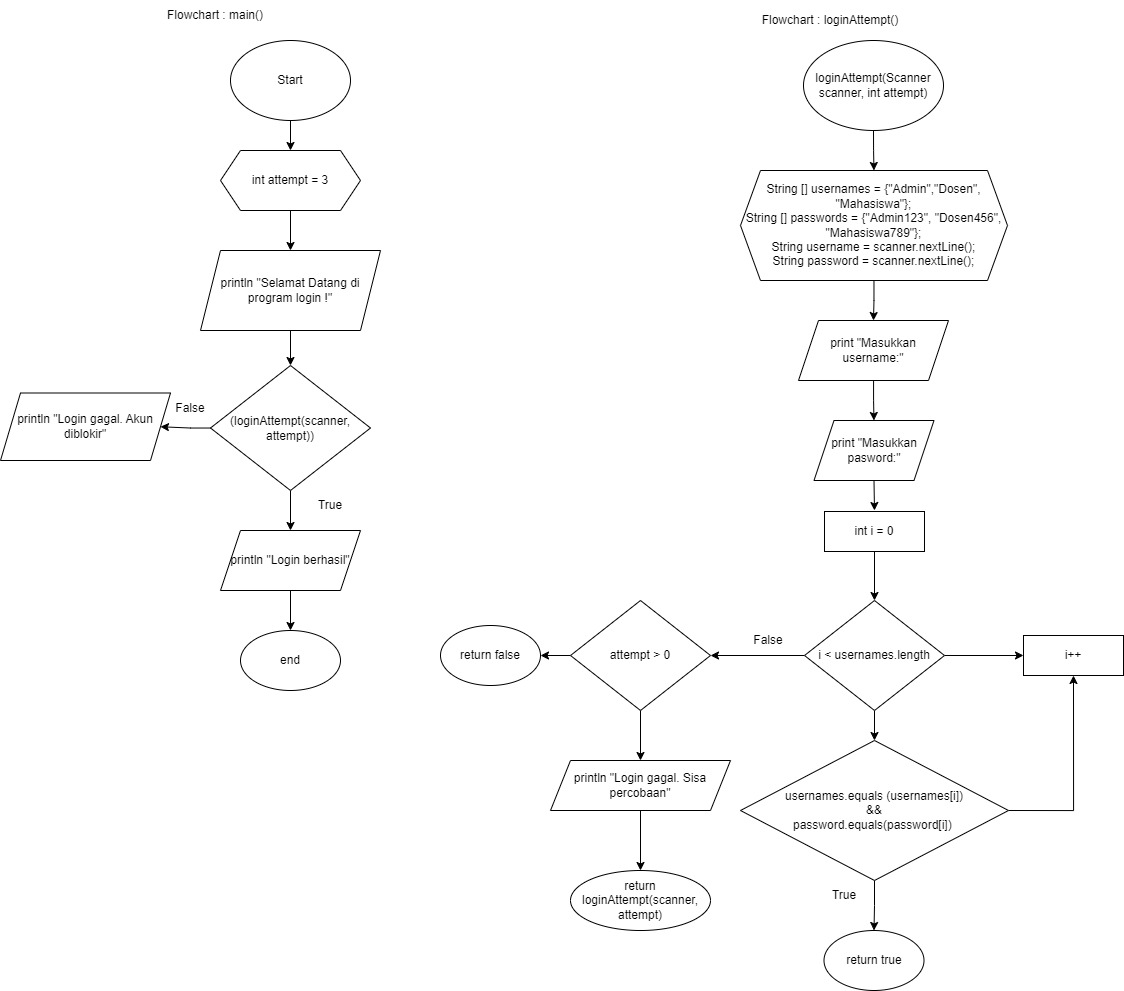 Flowchart : main()
Start
int attempt = 3
println "Selamat Datang di
program login !"
(loginAttempt(scanner,
attempt))
False
println "Login gagal. Akun
diblokir"
True
println "Login berhasil"
end
Flowchart : loginAttempt()
loginAttempt(Scanner
scanner, int attempt)
String [] usernames = {"Admin","Dosen",
"Mahasiswa"};
String [] passwords = {"Admin123", "Dosen456",
"Mahasiswa789"};
String username = scanner.nextLine();
String password = scanner.nextLine();
print "Masukkan
username:"
print "Masukkan
pasword:"
int i = 0
i < usernames.length
i++
False
attempt > 0
return false
println "Login gagal. Sisa
percobaan"
return
loginAttempt(scanner,
attempt)
usernames.equals (usernames[i])
&&
password.equals(password[i])
True
return true